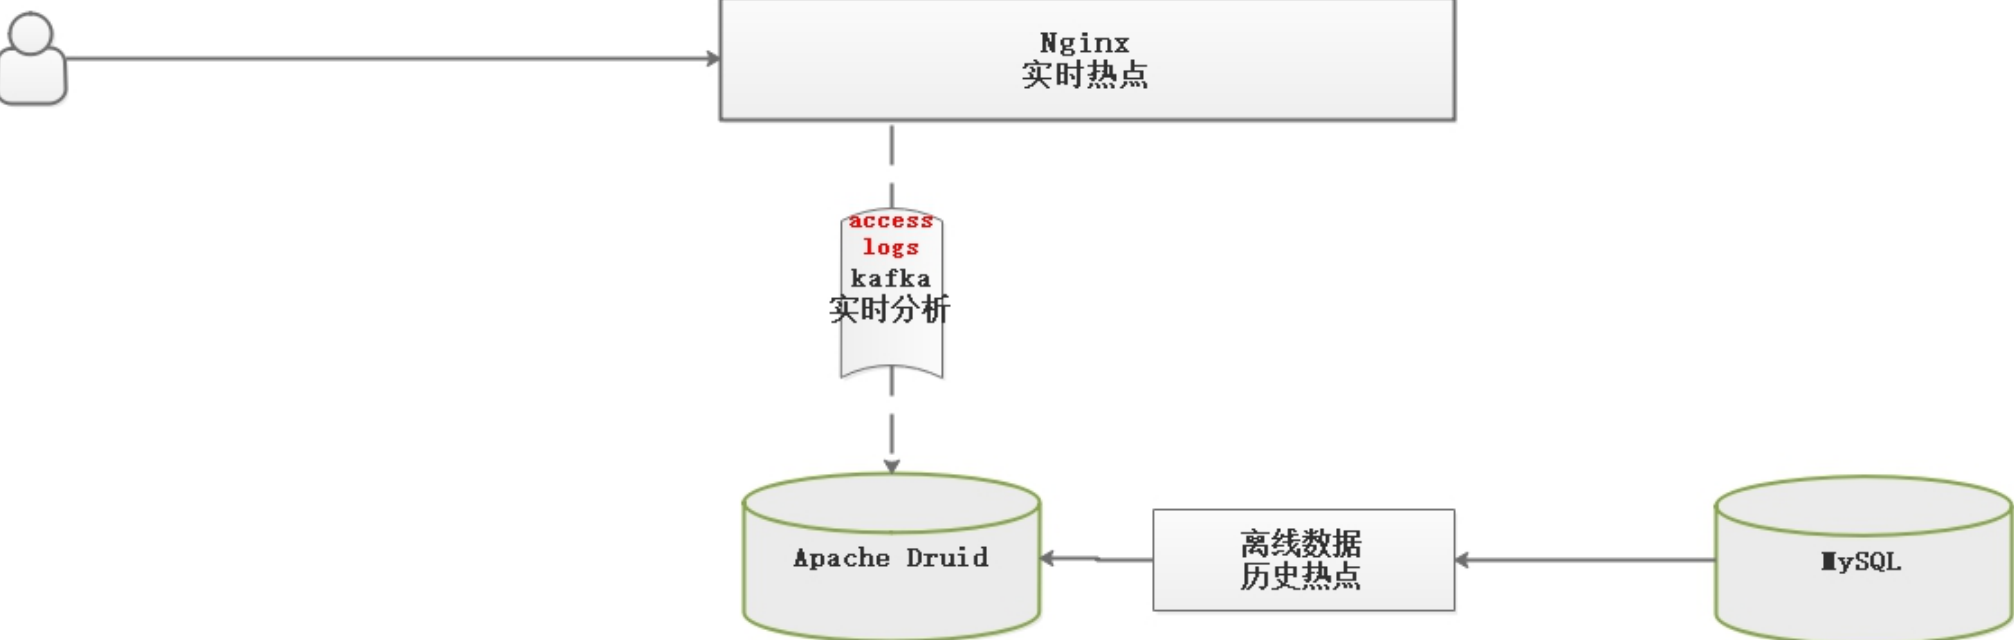 Nginx
实时热点
access
logs
kafka
实时分析
Apache Druid
离线数据
历史热点
MySQL